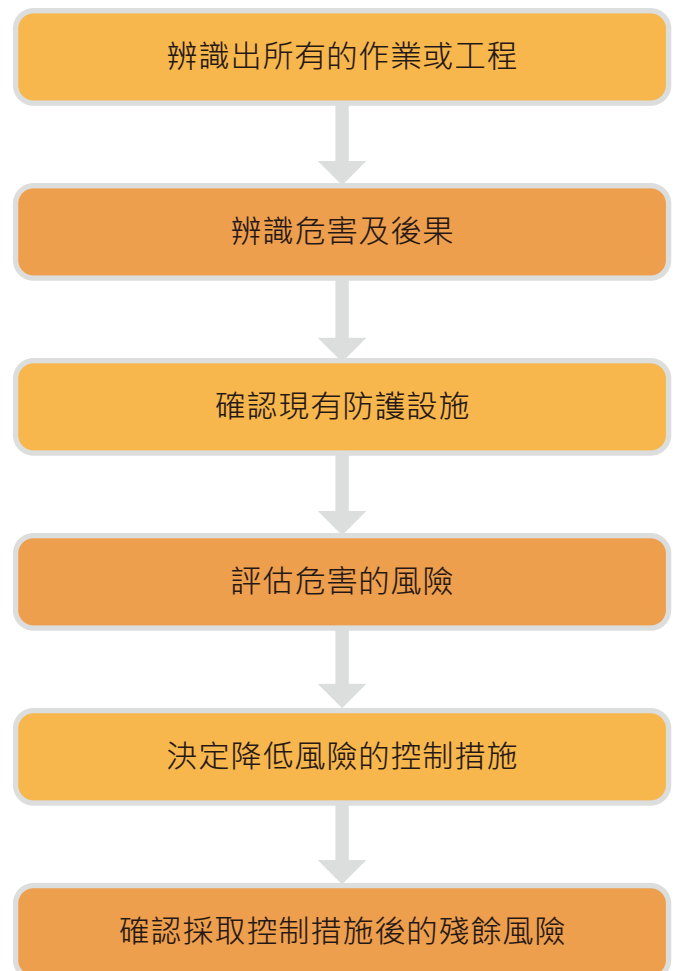 辨識出所有的作業或工程
辨識危害及後果
確認現有防護設施
評估危害的風險
決定降低風險的控制措施
確認採取控制措施後的殘餘風險